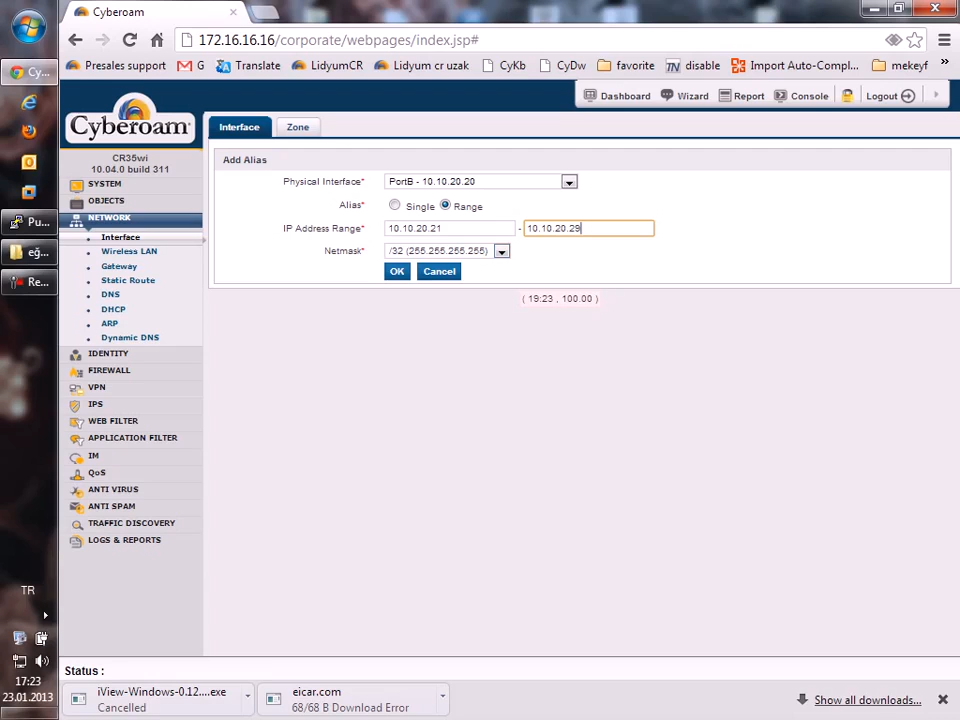 Cyberoam
172.16.16.16/corporate/webpages/index.jsp#
Presales support
G
Translate
LidyumCR
Lidyum cr uzak
CyKb
CyDw
favorite
disable
Import Auto-Compl...
mekeyf
»
Cy...
Pu...
eğ...
Re...
TR
17:23
23.01.2013
Cyberoam
CR35wi
10.04.0 build 311
Dashboard
Wizard
Report
Console
Logout
SYSTEM
OBJECTS
NETWORK
Interface
Wireless LAN
Gateway
Static Route
DNS
DHCP
ARP
Dynamic DNS
IDENTITY
FIREWALL
VPN
IPS
WEB FILTER
APPLICATION FILTER
IM
QoS
ANTI VIRUS
ANTI SPAM
TRAFFIC DISCOVERY
LOGS & REPORTS
Interface
Zone
Add Alias
Physical Interface* PortB - 10.10.20.20
Alias* Single Range
IP Address Range* 10.10.20.21 - 10.10.20.29
Netmask* /32 (255.255.255.255)
OK Cancel
( 19:23 , 100.00 )
Status :
iView-Windows-0.12....exe
Cancelled
eicar.com
68/68 B Download Error
Show all downloads...